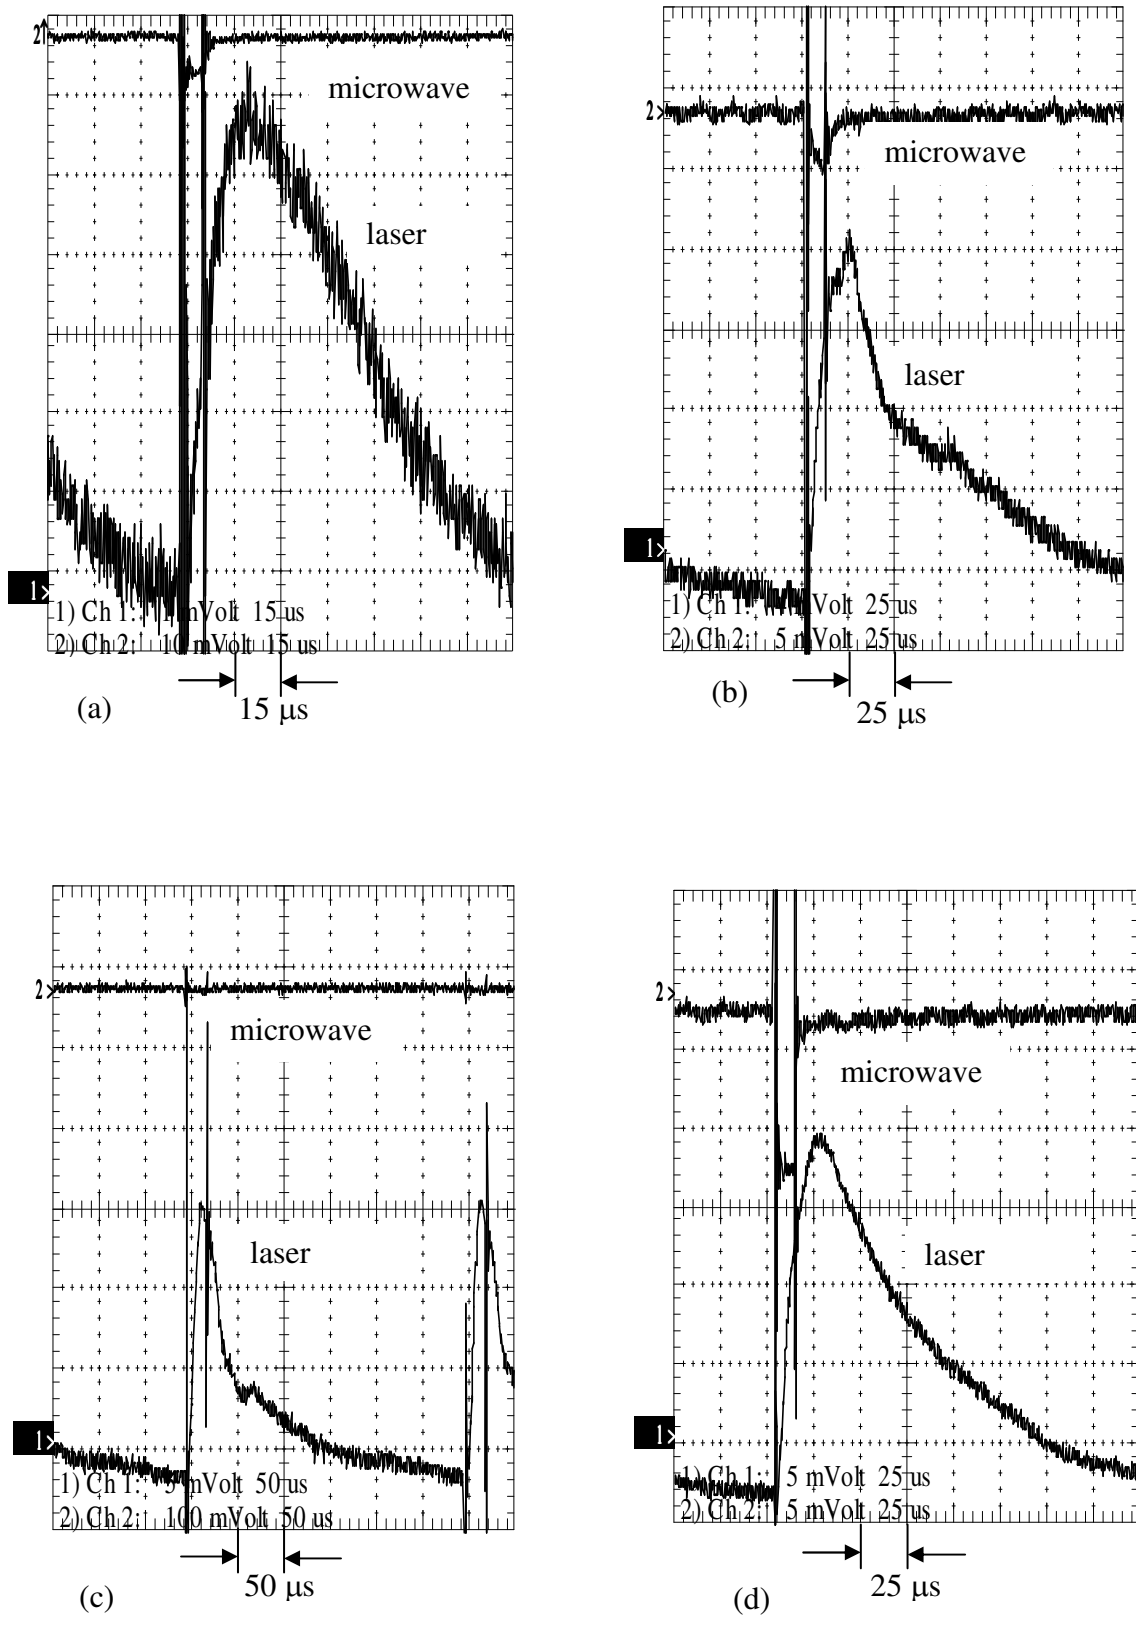 2
microwave
laser
1
1) Ch 1: 1 mVolt 15 us
2) Ch 2: 10 mVolt 15 us
(a)
15 μs
2
microwave
laser
1
1) Ch 1: mVolt 25 us
2) Ch 2: 5 mVolt 25 us
(b)
25 μs
2
microwave
laser
1
1) Ch 1: 5 mVolt 50 us
2) Ch 2: 100 mVolt 50 us
(c)
50 μs
2
microwave
laser
1
1) Ch 1: 5 mVolt 25 us
2) Ch 2: 5 mVolt 25 us
(d)
25 μs